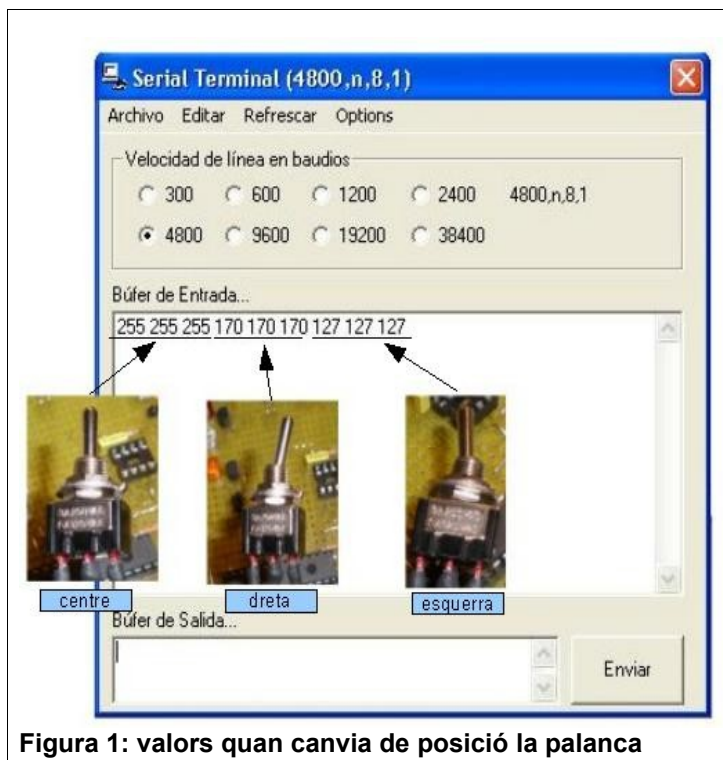 Serial Terminal (4800,n,8,1)
Archivo Editar Refrescar Options
Velocidad de línea en baudios
300 600 1200 2400 4800,n,8,1
4800 9600 19200 38400
Búfer de Entrada...
255 255 255 170 170 170 127 127 127
centre dreta esquerra
Búfer de Salida...
Enviar
Figura 1: valors quan canvia de posició la palanca